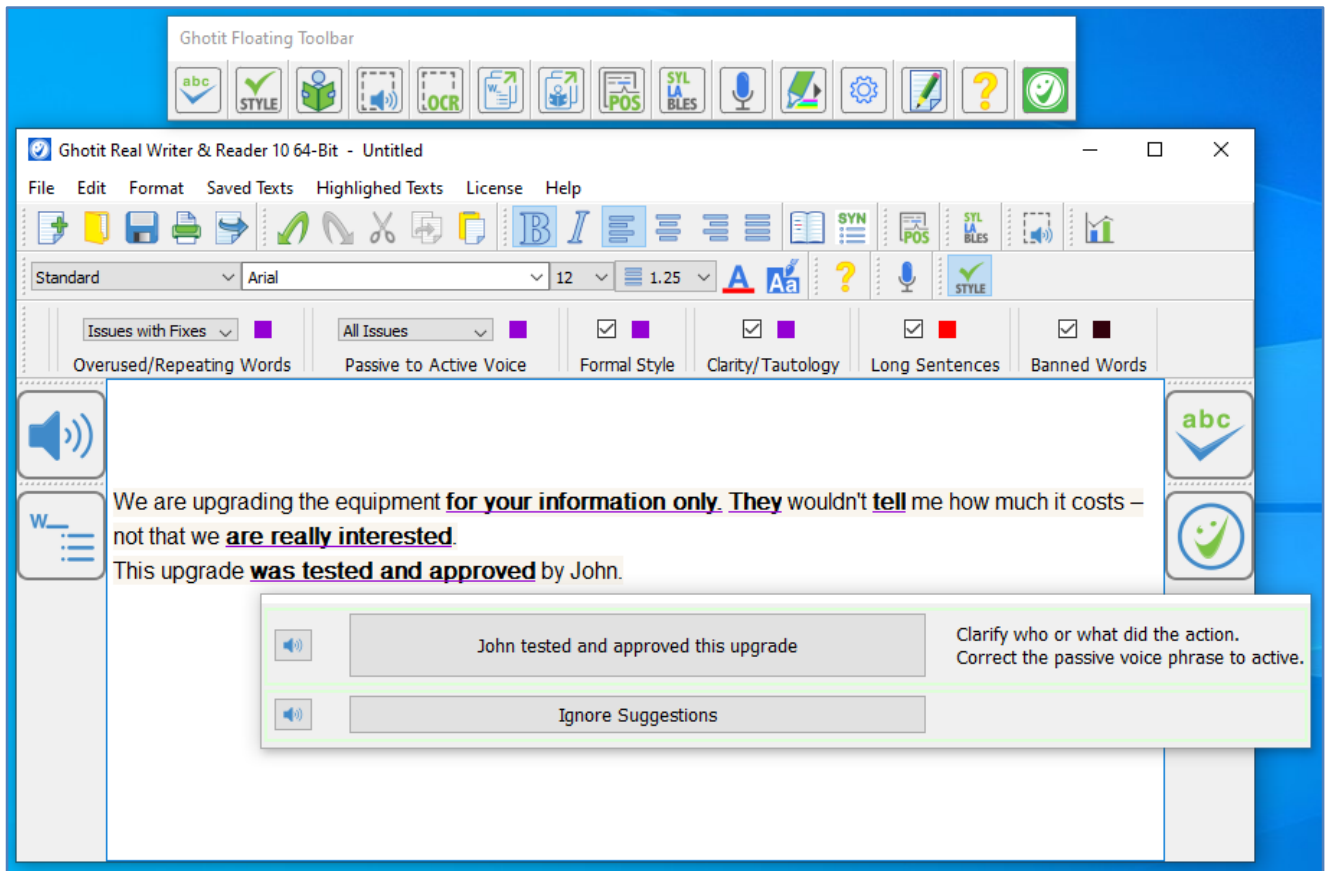 Ghotit Floating Toolbar
abc STYLE OCR W POS SYL LA BLES ?
Ghotit Real Writer & Reader 10 64-Bit - Untitled
File Edit Format Saved Texts Highlighed Texts License Help
B I SYN POS SYL LA BLES
Standard Arial 12 1.25 A Aa ? STYLE
Issues with Fixes All Issues
Overused/Repeating Words Passive to Active Voice Formal Style Clarity/Tautology Long Sentences Banned Words
abc
We are upgrading the equipment for your information only. They wouldn't tell me how much it costs –
W
not that we are really interested.
This upgrade was tested and approved by John.
John tested and approved this upgrade
Clarify who or what did the action.
Correct the passive voice phrase to active.
Ignore Suggestions